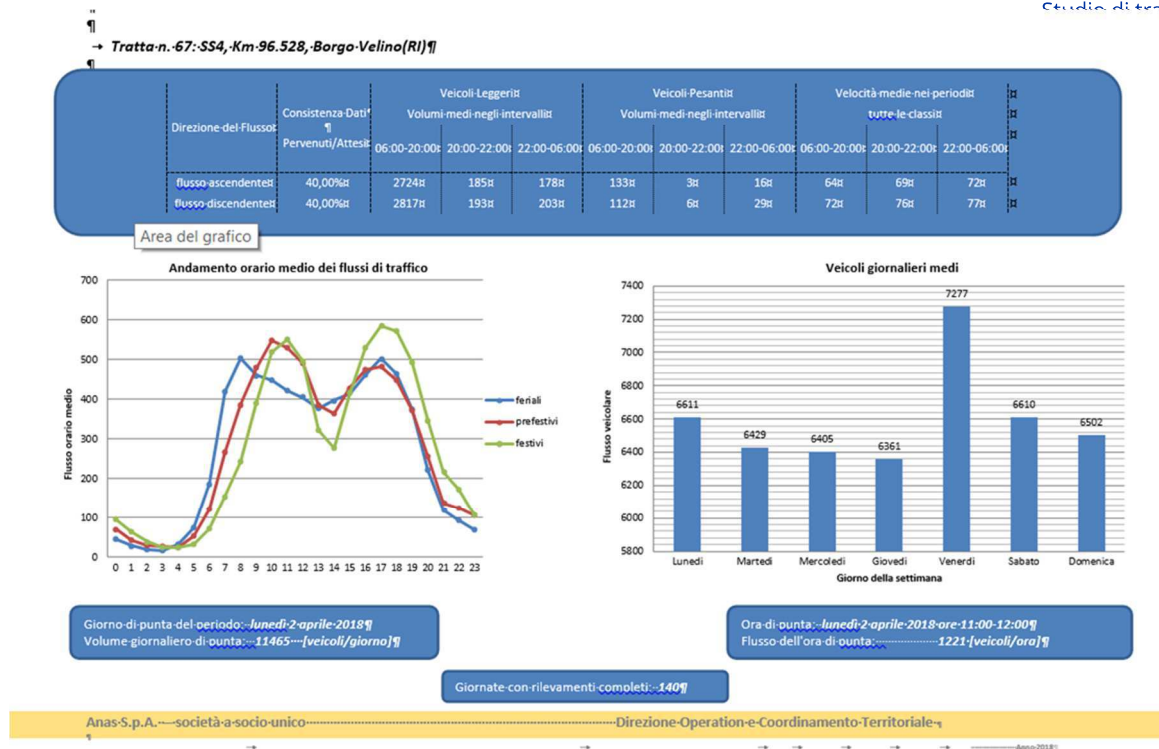 Tratta n. 67: SS4, Km 96.528, Borgo Velino(RI)
Direzione del Flusso
Consistenza Dati
Pervenuti/Attesi
Veicoli Leggeri
Volumi medi negli intervalli
Veicoli Pesanti
Volumi medi negli intervalli
Velocità medie nei periodi
tutte le classi
06:00-20:00 20:00-22:00 22:00-06:00 06:00-20:00 20:00-22:00 22:00-06:00 06:00-20:00 20:00-22:00 22:00-06:00
flusso ascendente 40,00% 2724 185 178 133 3 16 64 69 72
flusso discendente 40,00% 2817 193 203 112 6 29 72 76 77
Area del grafico
Andamento orario medio dei flussi di traffico
700
600
500
400
300
200
100
0
Flusso orario medio
0 1 2 3 4 5 6 7 8 9 10 11 12 13 14 15 16 17 18 19 20 21 22 23
feriali
prefestivi
festivi
Veicoli giornalieri medi
7400
7200
7000
6800
6600
6400
6200
6000
5800
Flusso veicolare
6611 6429 6405 6361 7277 6610 6502
Lunedì Martedì Mercoledì Giovedì Venerdì Sabato Domenica
Giorno della settimana
Giorno di punta del periodo: lunedì 2 aprile 2018
Volume giornaliero di punta: 11465 [veicoli/giorno]
Ora di punta: lunedì 2 aprile 2018 ore 11:00-12:00
Flusso dell'ora di punta: 1221 [veicoli/ora]
Giornate con rilevamenti completi: 140
Anas S.p.A. – società a socio unico Direzione Operation e Coordinamento Territoriale
Anno 2018